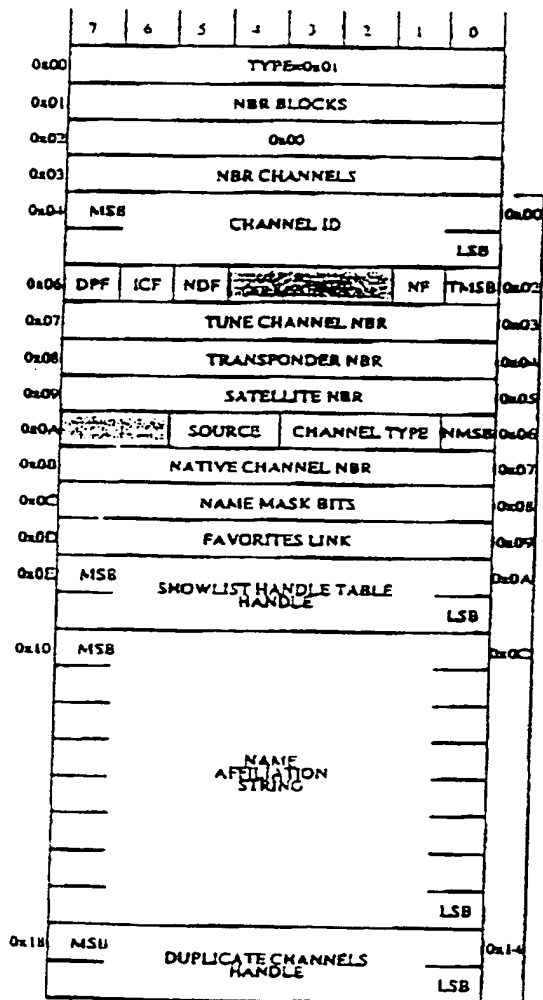 7 6 5 4 3 2 1 0
0x00 TYPE=0x01
0x01 NBR BLOCKS
0x02 0x00
0x03 NBR CHANNELS
0x04 MSB CHANNEL ID 0x00
LSB
0x06 DPF ICF NDF NF TMSB 0x02
0x07 TUNE CHANNEL NBR 0x03
0x08 TRANSPONDER NBR 0x04
0x09 SATELLITE NBR 0x05
0x0A SOURCE CHANNEL TYPE NMSB 0x06
0x0B NATIVE CHANNEL NBR 0x07
0x0C NAME MASK BITS 0x08
0x0D FAVORITES LINK 0x09
0x0E MSB SHOWLIST HANDLE TABLE 0x0A
HANDLE
LSB
0x10 MSB 0x0C
NAME
AFFILIATION
STRING
LSB
0x18 MSB DUPLICATE CHANNELS 0x14
HANDLE
LSB